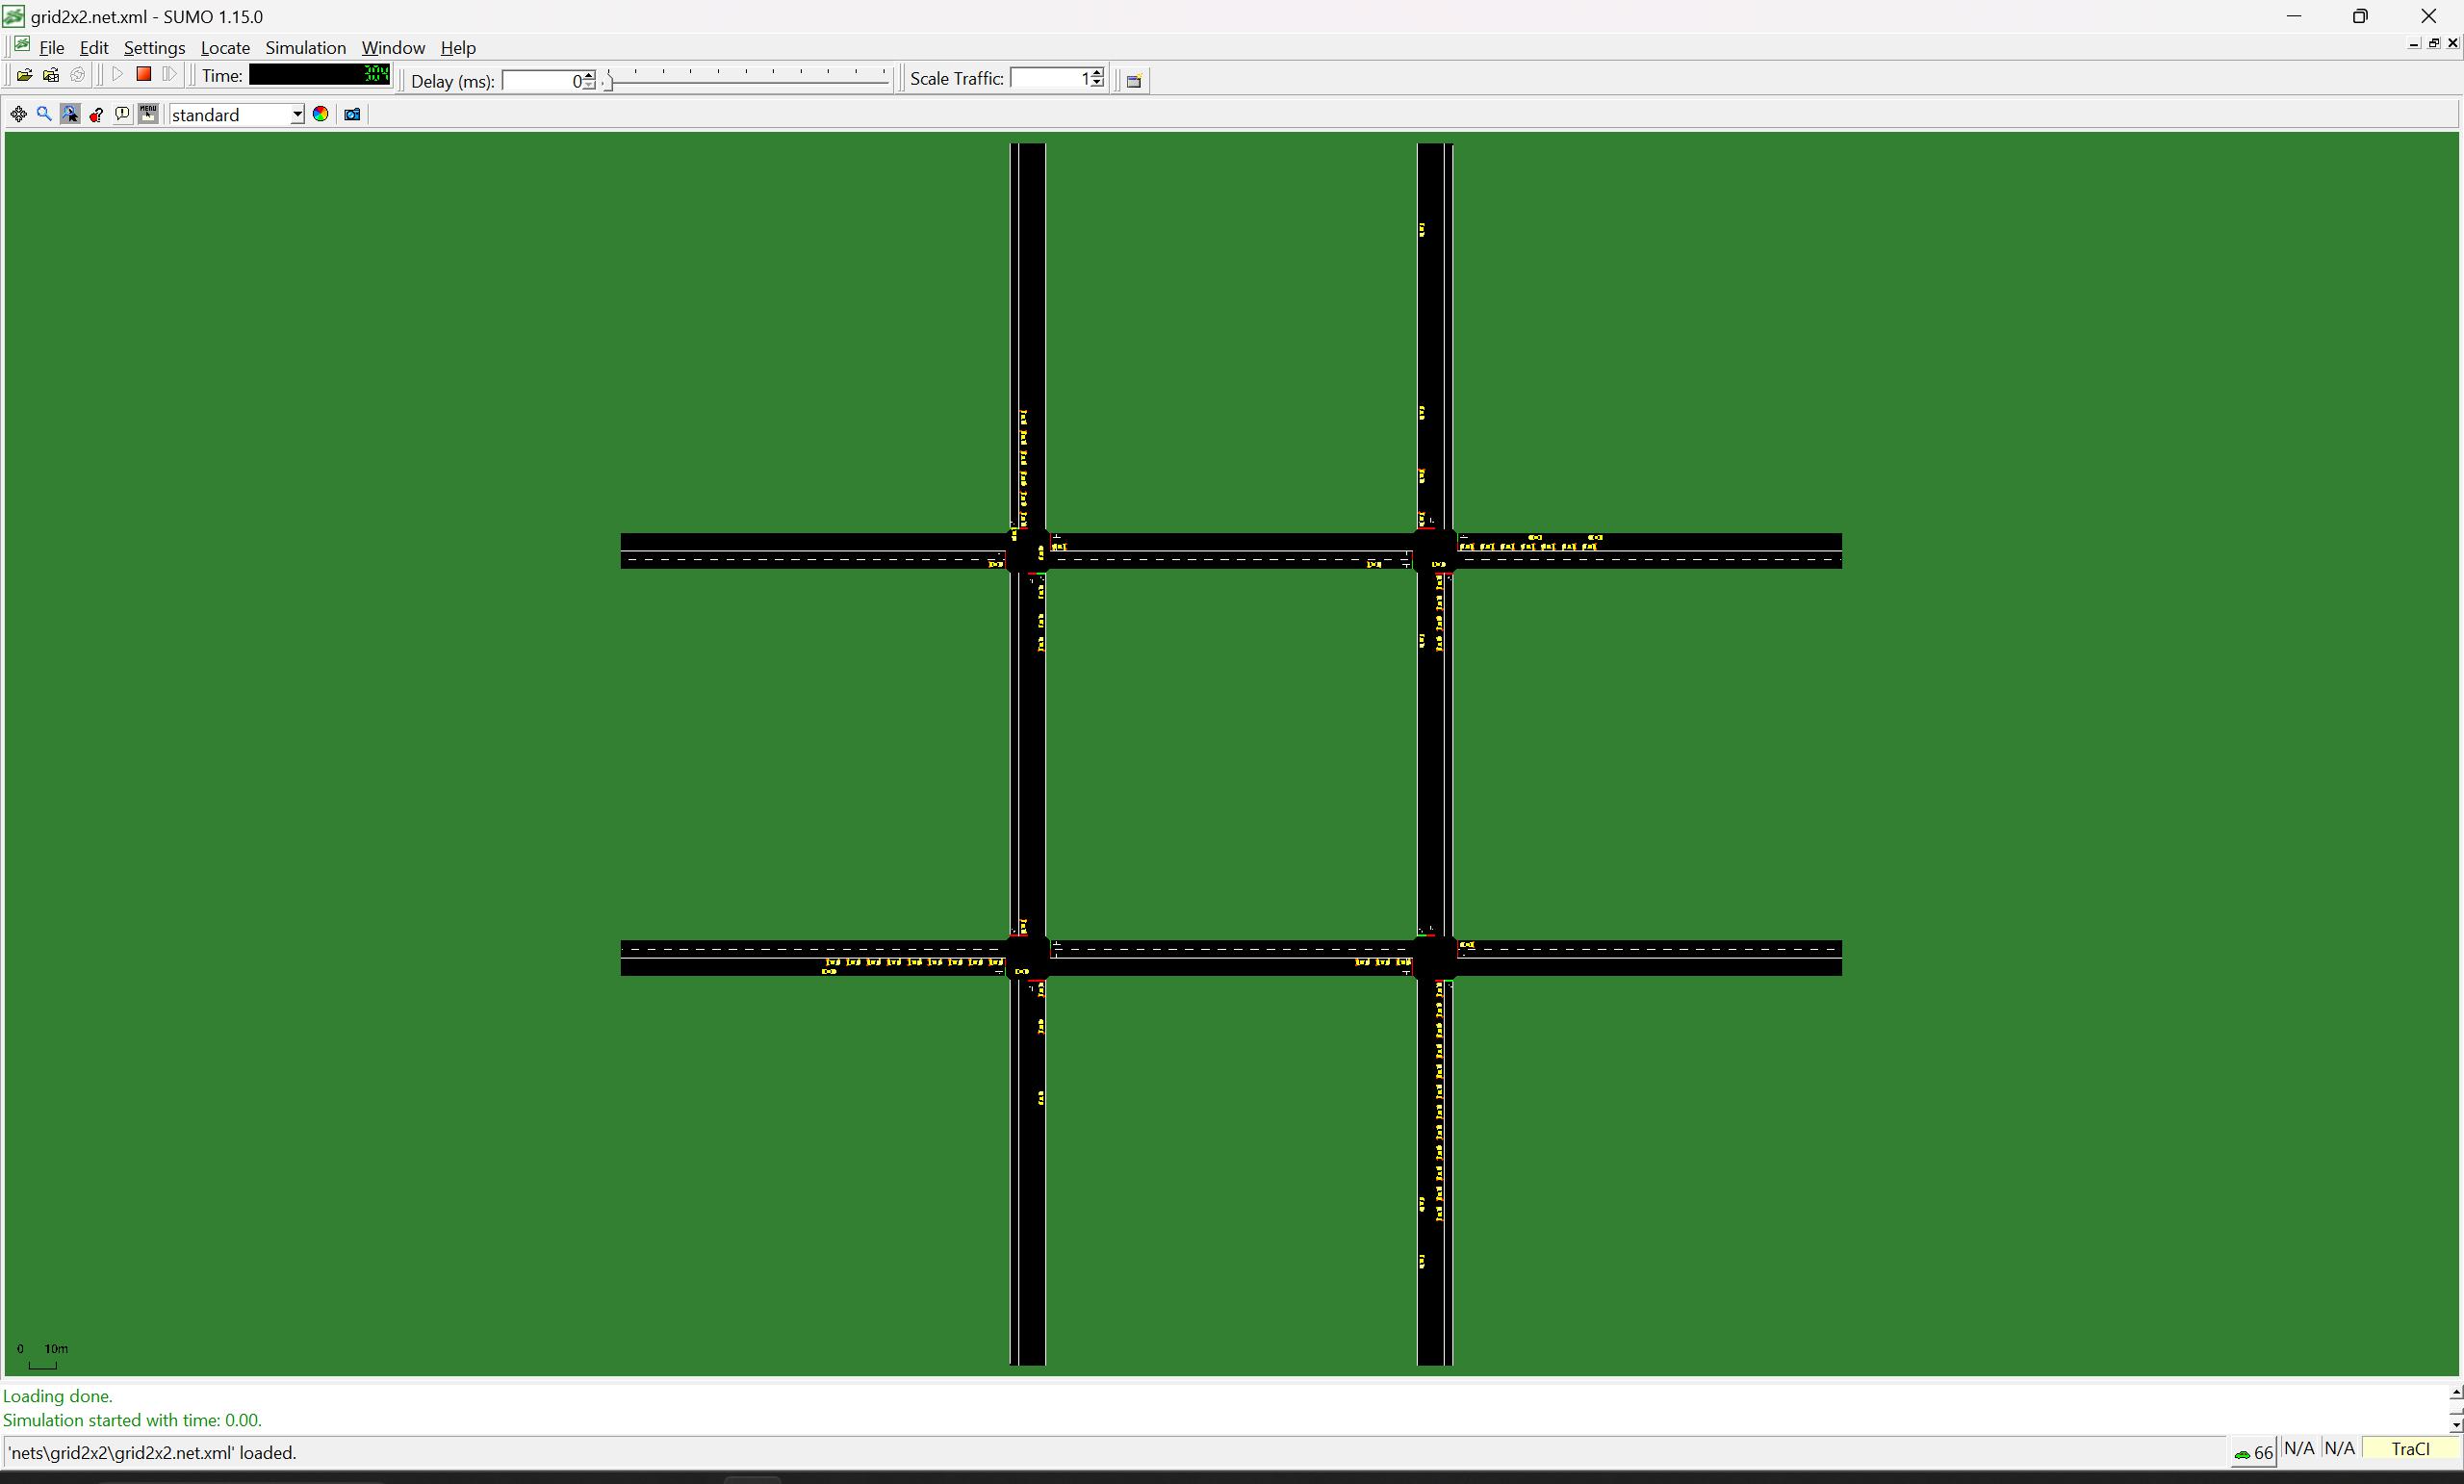 grid2x2.net.xml - SUMO 1.15.0
File Edit Settings Locate Simulation Window Help
Time: 304 Delay (ms): 0 Scale Traffic: 1
MENU standard
0 10m
Loading done.
Simulation started with time: 0.00.
'nets\grid2x2\grid2x2.net.xml' loaded. 66 N/A N/A TraCI